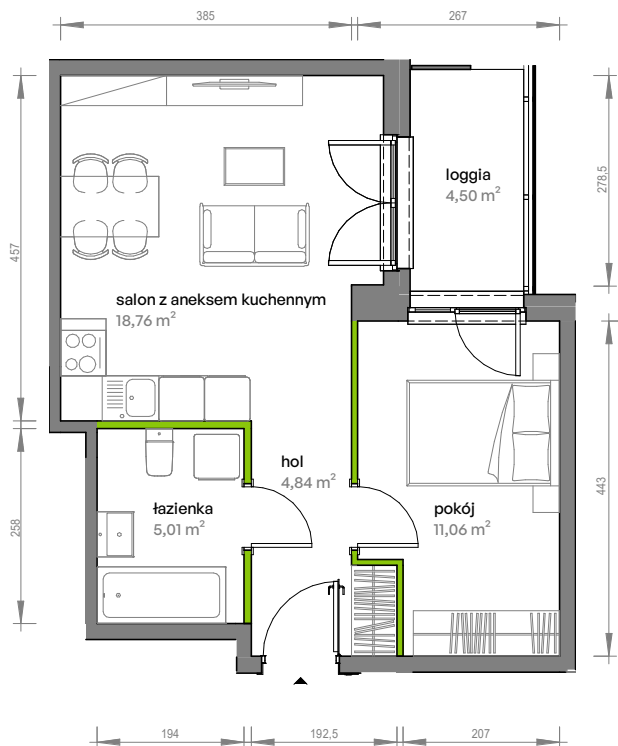 385
267
loggia
4,50 m²
278,5
457
salon z aneksem kuchennym
18,76 m²
hol
4,84 m²
łazienka
5,01 m²
pokój
11,06 m²
258
443
194
192,5
207